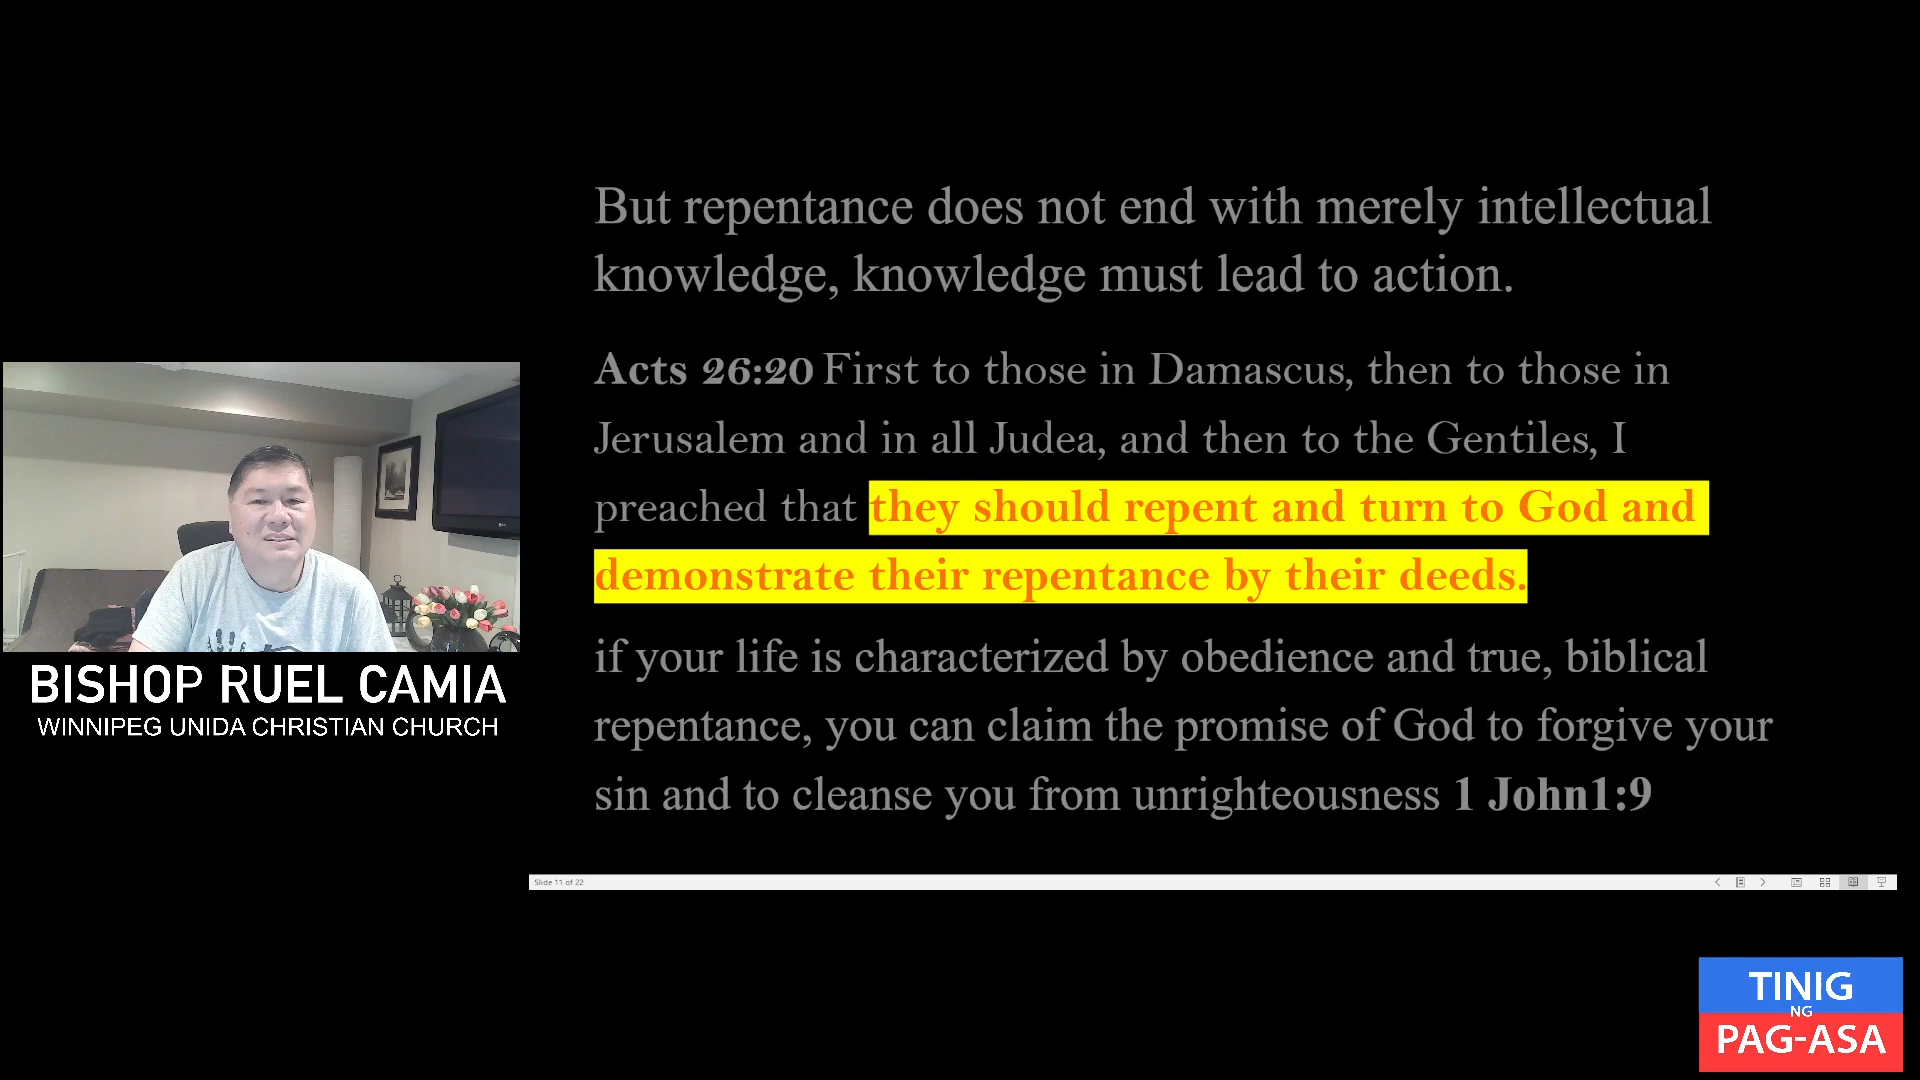 But repentance does not end with merely intellectual
knowledge, knowledge must lead to action.
Acts 26:20 First to those in Damascus, then to those in
Jerusalem and in all Judea, and then to the Gentiles, I
preached that they should repent and turn to God and
demonstrate their repentance by their deeds.
if your life is characterized by obedience and true, biblical
repentance, you can claim the promise of God to forgive your
sin and to cleanse you from unrighteousness 1 John1:9
BISHOP RUEL CAMIA
WINNIPEG UNIDA CHRISTIAN CHURCH
Slide 11 of 22
TINIG
NG
PAG-ASA